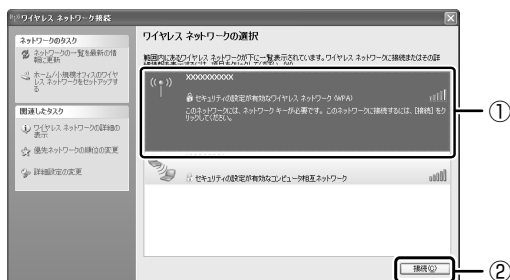 ワイヤレス ネットワーク接続
ネットワークのタスク
ネットワークの一覧を最新の情
報に更新
ホーム/小規模オフィスのワイヤ
レス ネットワークをセットアップす
る
関連したタスク
ワイヤレス ネットワークの詳細の
表示
優先ネットワークの順位の変更
詳細設定の変更
ワイヤレス ネットワークの選択
範囲内にあるワイヤレス ネットワークが下に一覧表示されています。ワイヤレス ネットワークに接続またはその詳
XXXXXXXXXX
セキュリティの設定が有効なワイヤレス ネットワーク (WPA)
このネットワークには、ネットワーク キーが必要です。このネットワークに接続するには、[接続] をク
リックしてください。
セキュリティの設定が有効なコンピュータ相互ネットワーク
接続(C)
①
②